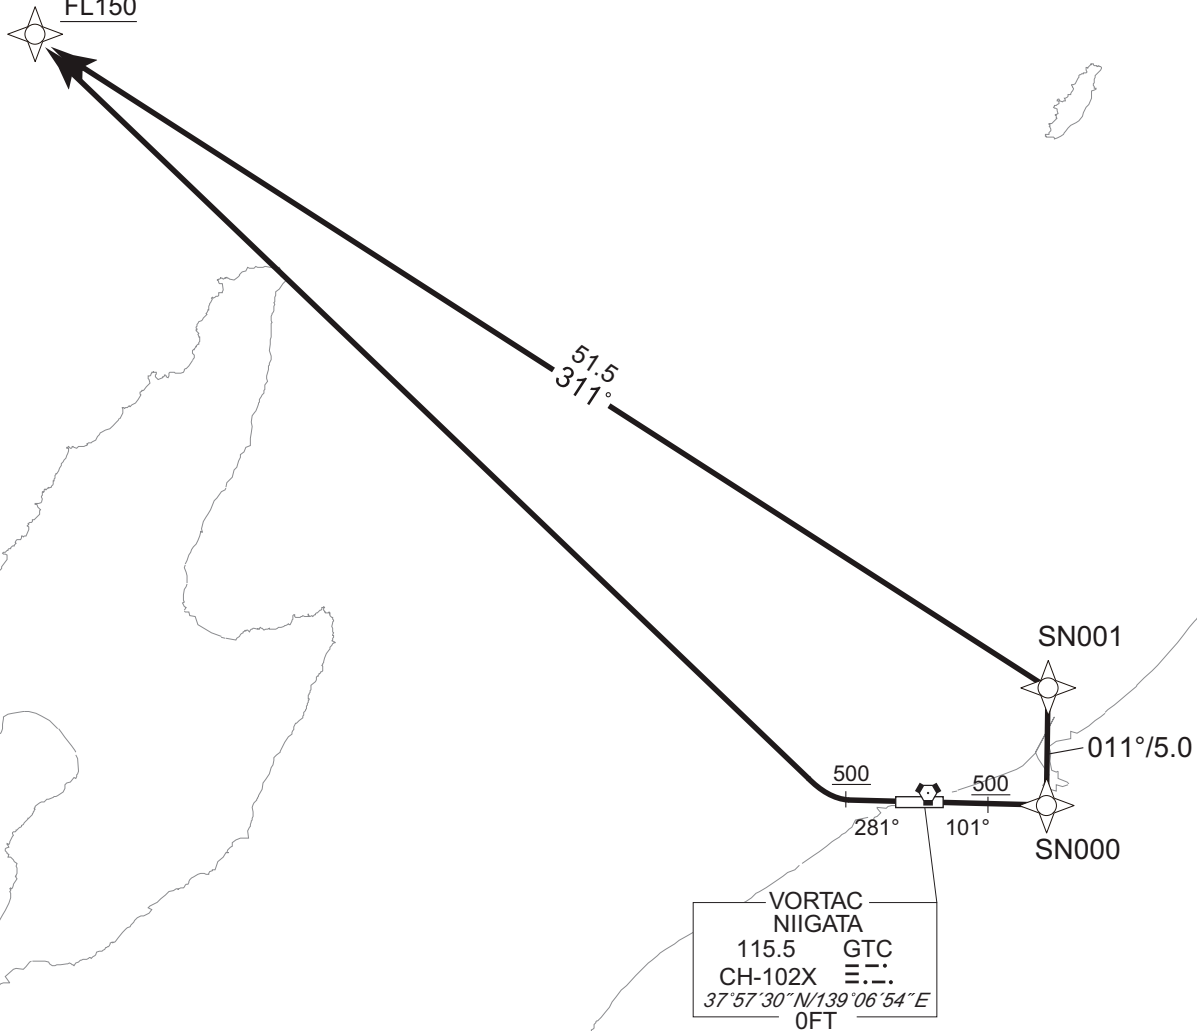 FL150
51.5
311°
SN001
011°/5.0
500
500
281°
101°
SN000
VORTAC
NIIGATA
115.5 GTC
CH-102X
37°57´30˝N/139°06´54˝E
0FT